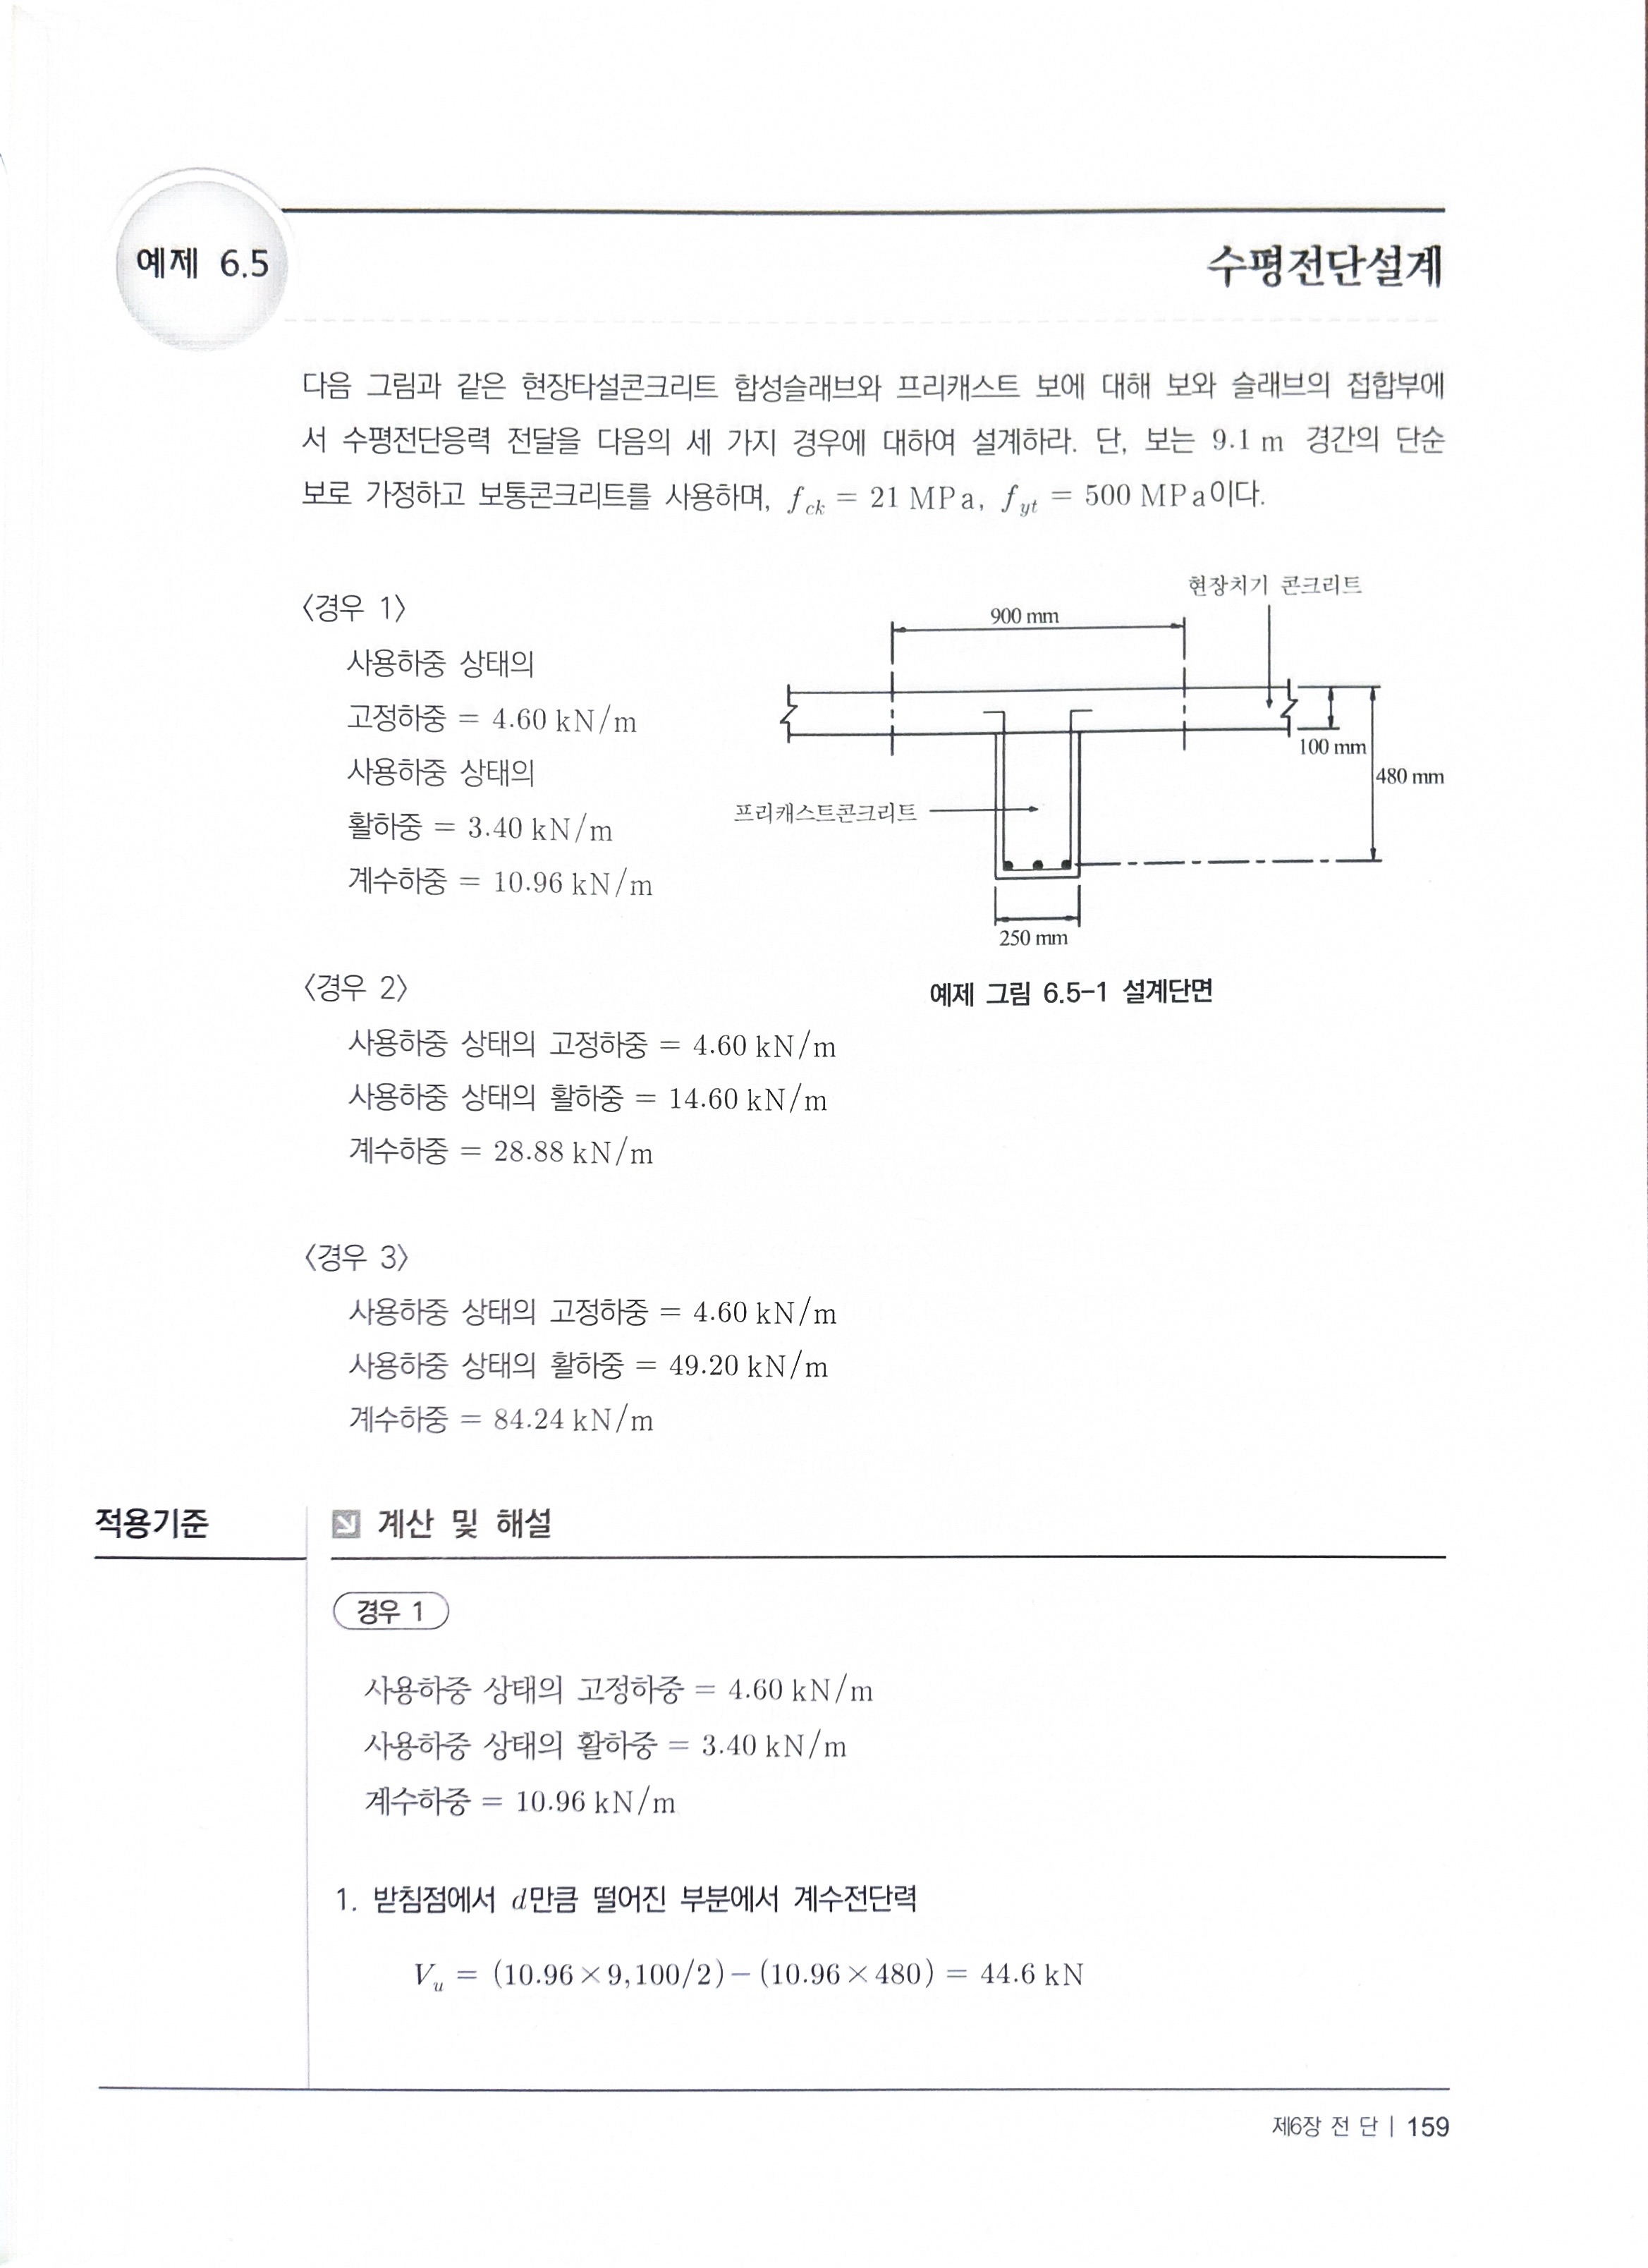 예제 6.5
수평전단설계
다음 그림과 같은 현장타설콘크리트 합성슬래브와 프리캐스트 보에 대해 보와 슬래브의 접합부에
서 수평전단응력 전달을 다음의 세 가지 경우에 대하여 설계하라. 단, 보는 9.1 m 경간의 단순
보로 가정하고 보통콘크리트를 사용하며, f_ck = 21 MPa, f_yt = 500 MPa이다.
〈경우 1〉
사용하중 상태의
고정하중 = 4.60 kN/m
사용하중 상태의
활하중 = 3.40 kN/m
계수하중 = 10.96 kN/m
현장치기 콘크리트
900 mm
100 mm
480 mm
프리캐스트콘크리트
250 mm
예제 그림 6.5-1 설계단면
〈경우 2〉
사용하중 상태의 고정하중 = 4.60 kN/m
사용하중 상태의 활하중 = 14.60 kN/m
계수하중 = 28.88 kN/m
〈경우 3〉
사용하중 상태의 고정하중 = 4.60 kN/m
사용하중 상태의 활하중 = 49.20 kN/m
계수하중 = 84.24 kN/m
적용기준
계산 및 해설
경우 1
사용하중 상태의 고정하중 = 4.60 kN/m
사용하중 상태의 활하중 = 3.40 kN/m
계수하중 = 10.96 kN/m
1. 받침점에서 d만큼 떨어진 부분에서 계수전단력
V_u = (10.96×9,100/2)−(10.96×480) = 44.6 kN
제6장 전 단 | 159